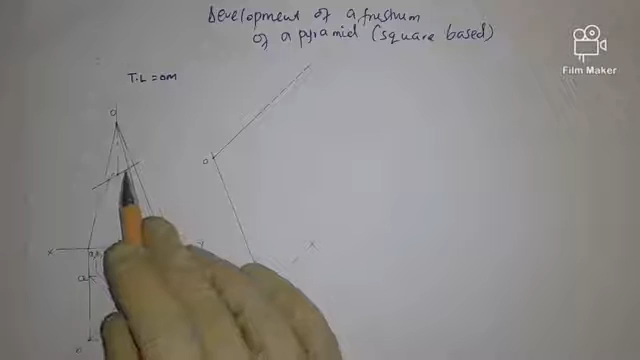 Development of a frustum
of a pyramid (square based)
Film Maker
T.L = OM
O'
O
X
Y
X